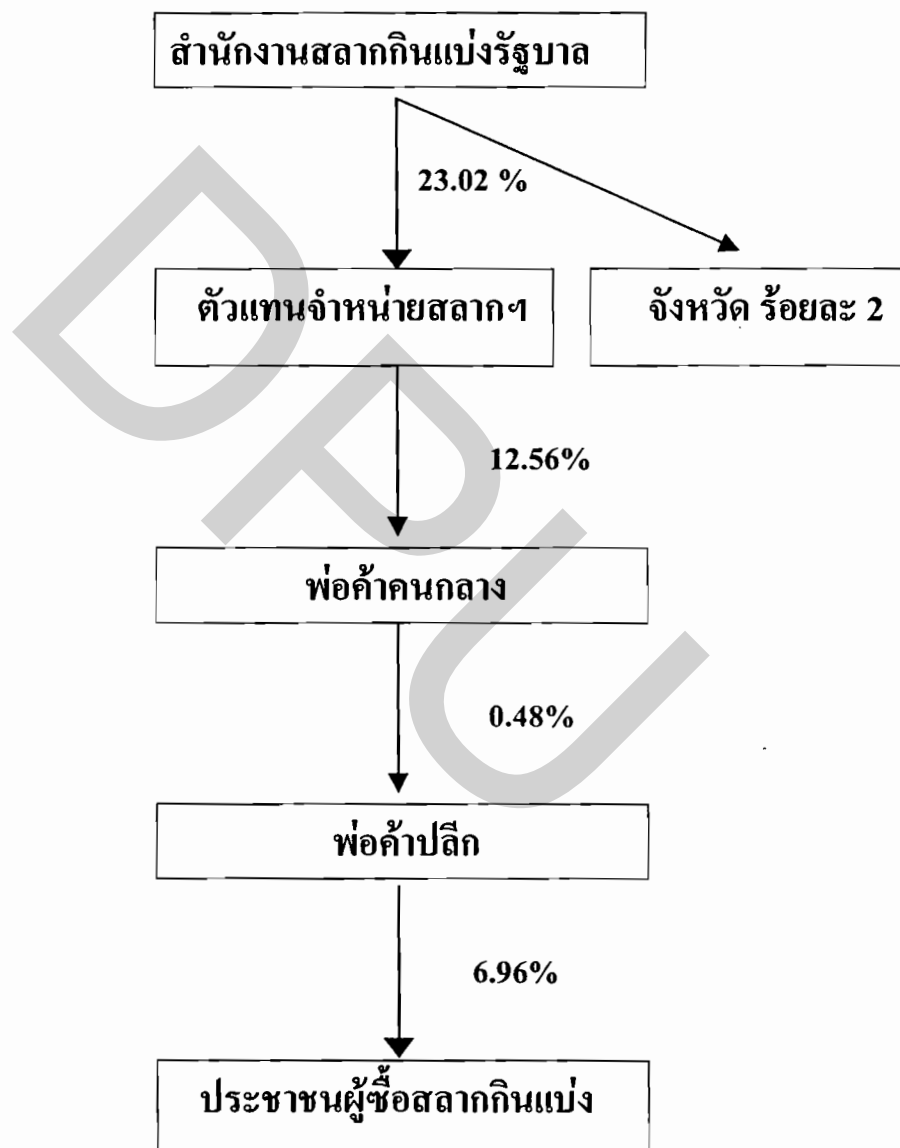 สำนักงานสลากกินแบ่งรัฐบาล
23.02 %
ตัวแทนจำหน่ายสลากฯ
จังหวัด ร้อยละ 2
12.56%
พ่อค้าคนกลาง
0.48%
พ่อค้าปลีก
6.96%
ประชาชนผู้ซื้อสลากกินแบ่ง
DPU